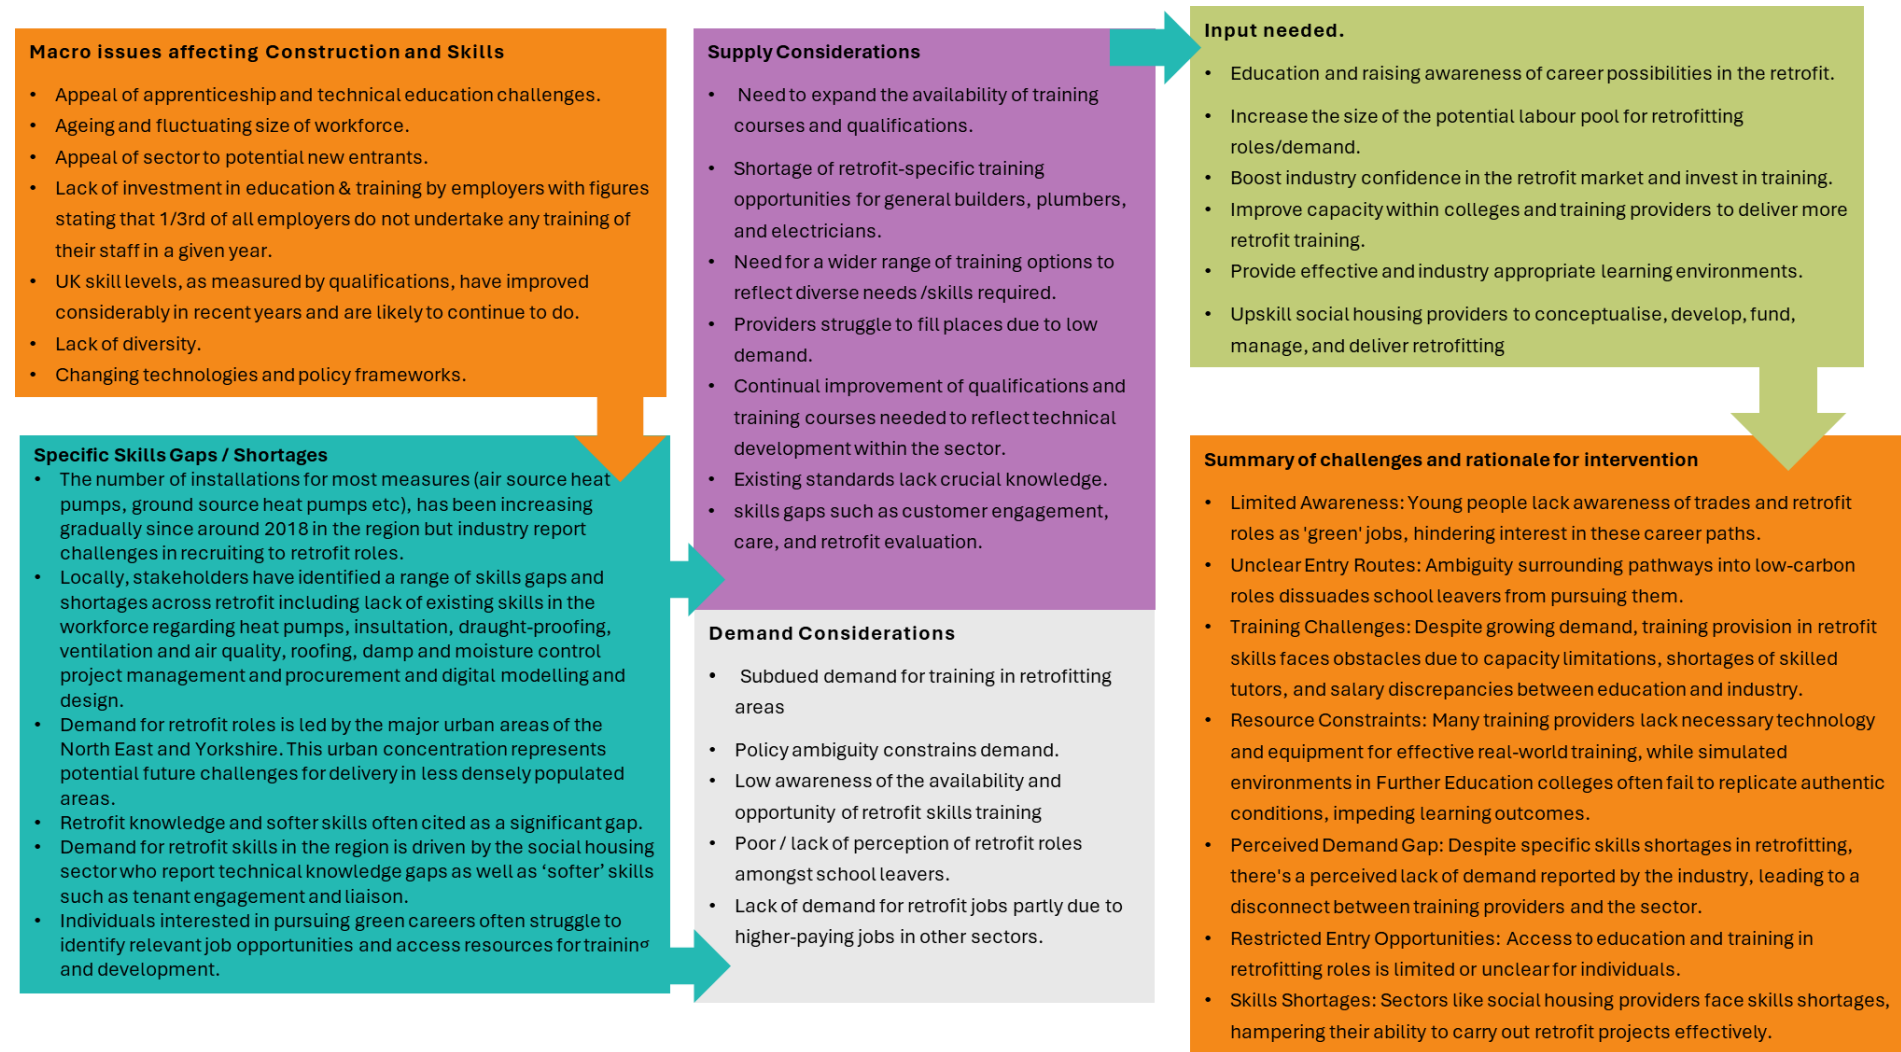 Macro issues affecting Construction and Skills
• Appeal of apprenticeship and technical education challenges.
• Ageing and fluctuating size of workforce.
• Appeal of sector to potential new entrants.
• Lack of investment in education & training by employers with figures
stating that 1/3rd of all employers do not undertake any training of
their staff in a given year.
• UK skill levels, as measured by qualifications, have improved
considerably in recent years and are likely to continue to do.
• Lack of diversity.
• Changing technologies and policy frameworks.
Specific Skills Gaps / Shortages
• The number of installations for most measures (air source heat
pumps, ground source heat pumps etc), has been increasing
gradually since around 2018 in the region but industry report
challenges in recruiting to retrofit roles.
• Locally, stakeholders have identified a range of skills gaps and
shortages across retrofit including lack of existing skills in the
workforce regarding heat pumps, insultation, draught-proofing,
ventilation and air quality, roofing, damp and moisture control
project management and procurement and digital modelling and
design.
• Demand for retrofit roles is led by the major urban areas of the
North East and Yorkshire. This urban concentration represents
potential future challenges for delivery in less densely populated
areas.
• Retrofit knowledge and softer skills often cited as a significant gap.
• Demand for retrofit skills in the region is driven by the social housing
sector who report technical knowledge gaps as well as ‘softer’ skills
such as tenant engagement and liaison.
• Individuals interested in pursuing green careers often struggle to
identify relevant job opportunities and access resources for training
and development.
Supply Considerations
• Need to expand the availability of training
courses and qualifications.
• Shortage of retrofit-specific training
opportunities for general builders, plumbers,
and electricians.
• Need for a wider range of training options to
reflect diverse needs /skills required.
• Providers struggle to fill places due to low
demand.
• Continual improvement of qualifications and
training courses needed to reflect technical
development within the sector.
• Existing standards lack crucial knowledge.
• skills gaps such as customer engagement,
care, and retrofit evaluation.
Demand Considerations
• Subdued demand for training in retrofitting
areas
• Policy ambiguity constrains demand.
• Low awareness of the availability and
opportunity of retrofit skills training
• Poor / lack of perception of retrofit roles
amongst school leavers.
• Lack of demand for retrofit jobs partly due to
higher-paying jobs in other sectors.
Input needed.
• Education and raising awareness of career possibilities in the retrofit.
• Increase the size of the potential labour pool for retrofitting
roles/demand.
• Boost industry confidence in the retrofit market and invest in training.
• Improve capacity within colleges and training providers to deliver more
retrofit training.
• Provide effective and industry appropriate learning environments.
• Upskill social housing providers to conceptualise, develop, fund,
manage, and deliver retrofitting
Summary of challenges and rationale for intervention
• Limited Awareness: Young people lack awareness of trades and retrofit
roles as 'green' jobs, hindering interest in these career paths.
• Unclear Entry Routes: Ambiguity surrounding pathways into low-carbon
roles dissuades school leavers from pursuing them.
• Training Challenges: Despite growing demand, training provision in retrofit
skills faces obstacles due to capacity limitations, shortages of skilled
tutors, and salary discrepancies between education and industry.
• Resource Constraints: Many training providers lack necessary technology
and equipment for effective real-world training, while simulated
environments in Further Education colleges often fail to replicate authentic
conditions, impeding learning outcomes.
• Perceived Demand Gap: Despite specific skills shortages in retrofitting,
there's a perceived lack of demand reported by the industry, leading to a
disconnect between training providers and the sector.
• Restricted Entry Opportunities: Access to education and training in
retrofitting roles is limited or unclear for individuals.
• Skills Shortages: Sectors like social housing providers face skills shortages,
hampering their ability to carry out retrofit projects effectively.